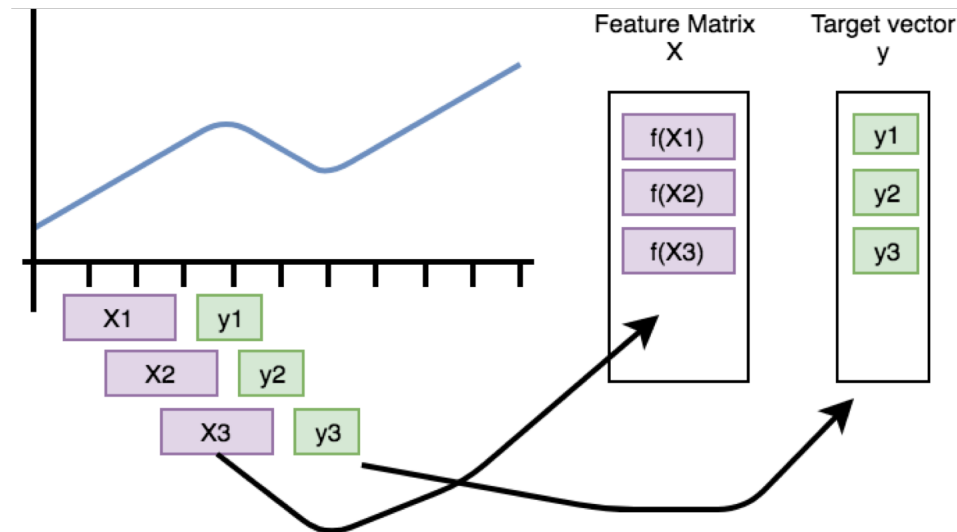 Feature Matrix
X
Target vector
y
f(X1)
y1
f(X2)
y2
f(X3)
y3
X1
y1
X2
y2
X3
y3